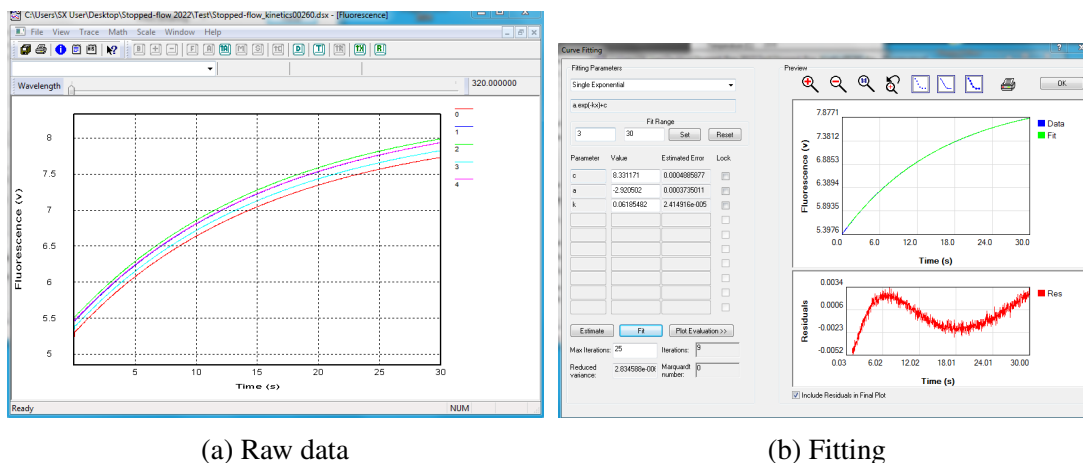 C:\Users\SX User\Desktop\Stopped-flow 2022\Test\Stopped-flow_kinetics00260.dsx - [Fluorescence]
File View Trace Math Scale Window Help
Wavelength 320.000000
Fluorescence (v)
8
7.5
7
6.5
6
5.5
5
5 10 15 20 25 30
Time (s)
0
1
2
3
4
Ready NUM
(a) Raw data
Curve Fitting
Fitting Parameters
Single Exponential
a.exp(-kx)+c
Fit Range
3 30 Set Reset
Parameter Value Estimated Error Lock
c 8.331171 0.0004885877
a -2.920502 0.0003735011
k 0.06185482 2.414916e-005
Estimate Fit Plot Evaluation >>
Max Iterations: 25 Iterations: 9
Reduced variance: 2.834588e-00 Marquardt number: 0
Preview
OK
Fluorescence (v)
7.8771
7.3812
6.8853
6.3894
5.8935
5.3976
0.0 6.0 12.0 18.0 24.0 30.0
Time (s)
Data
Fit
Residuals
0.0034
0.0006
-0.0023
-0.0052
0.03 6.02 12.02 18.01 24.01 30.00
Time (s)
Res
Include Residuals in Final Plot
(b) Fitting